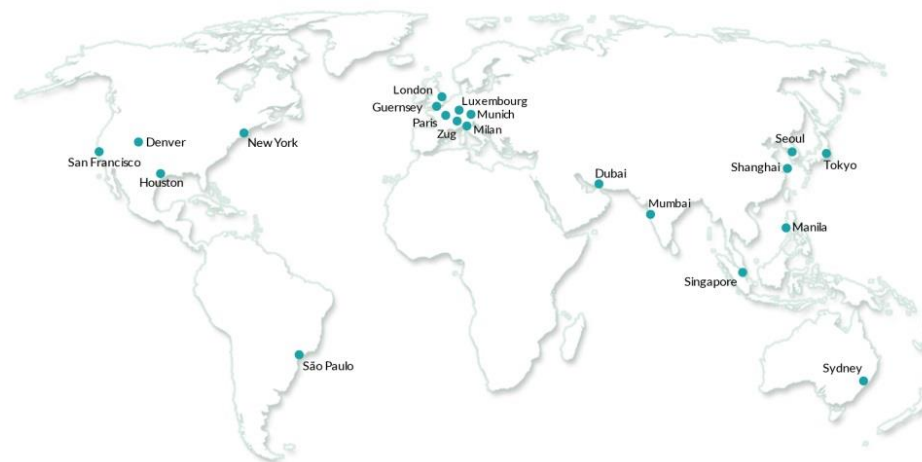 London
Luxembourg
Guernsey
Munich
Paris
Milan
Zug
Denver
New York
San Francisco
Houston
Seoul
Shanghai
Tokyo
Dubai
Mumbai
Manila
Singapore
São Paulo
Sydney